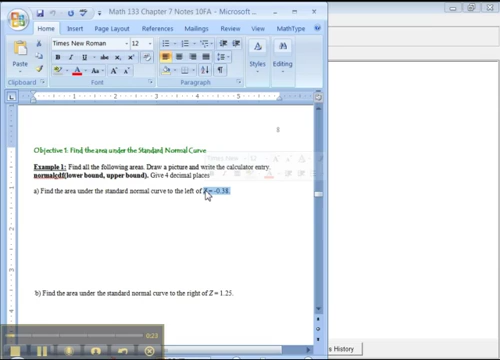 Math 133 Chapter 7 Notes 10FA - Microsoft
Home Insert Page Layout References Mailings Review View MathType
Times New Roman 12
Paste
Styles Editing
Clipboard Font Paragraph
8
Objective 1: Find the area under the Standard Normal Curve
Example 1: Find all the following areas. Draw a picture and write the calculator entry.
normalcdf(lower bound, upper bound). Give 4 decimal places
a) Find the area under the standard normal curve to the left of Z = -0.38.
b) Find the area under the standard normal curve to the right of Z = 1.25.
0:23
History